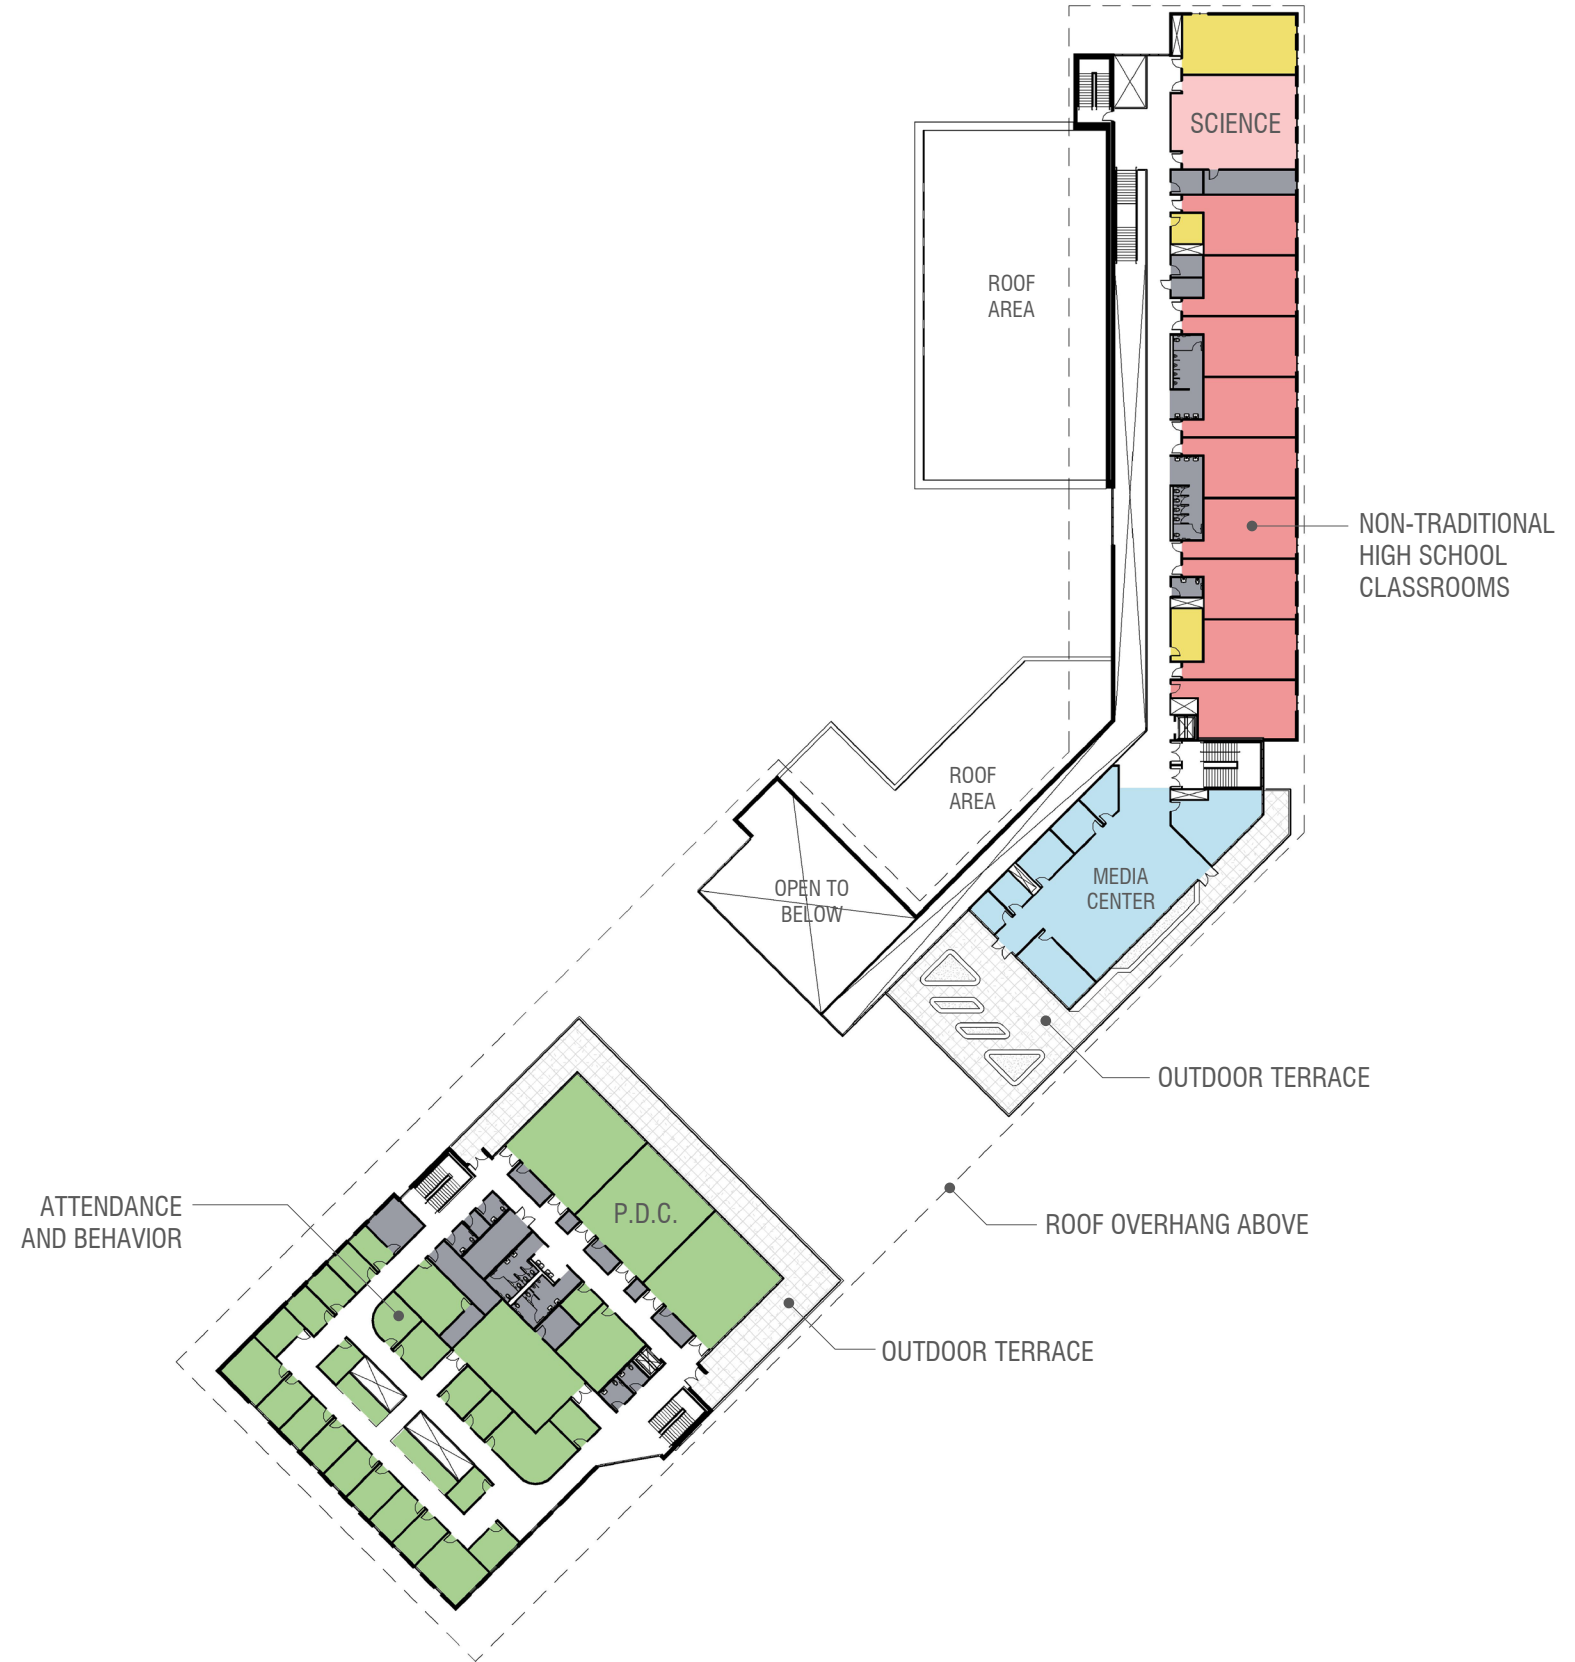 SCIENCE
ROOF
AREA
NON-TRADITIONAL
HIGH SCHOOL
CLASSROOMS
ROOF
AREA
OPEN TO
BELOW
MEDIA
CENTER
OUTDOOR TERRACE
ATTENDANCE
AND BEHAVIOR
P.D.C.
ROOF OVERHANG ABOVE
OUTDOOR TERRACE